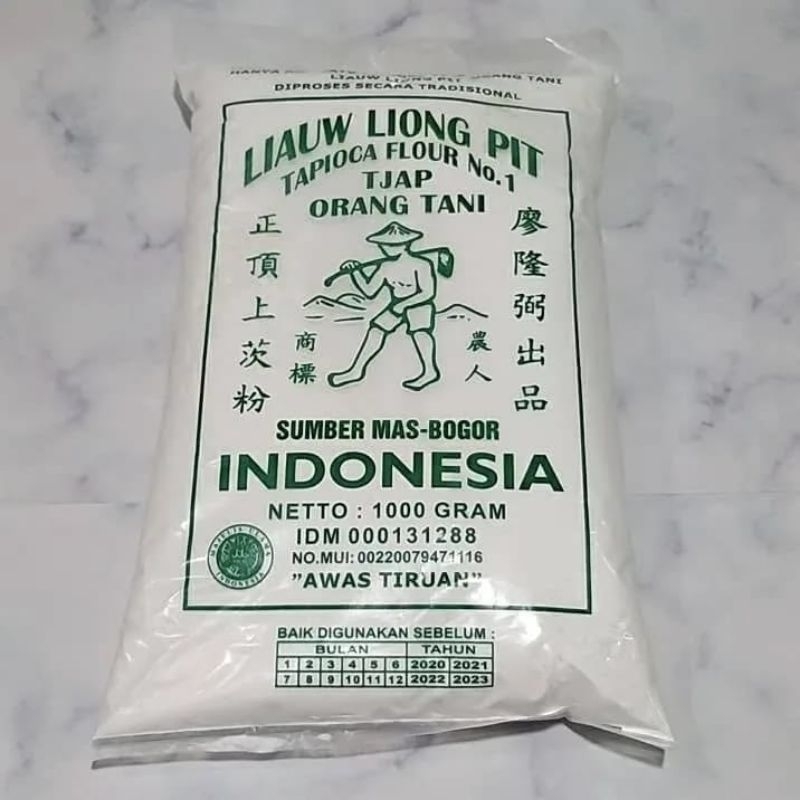 LIAUW LIONG PIT ORANG TANI
DIPROSES SECARA TRADISIONAL
LIAUW LIONG PIT
TAPIOCA FLOUR No.1
TJAP
ORANG TANI
正頂上茨粉
商標
農人
廖隆弼出品
SUMBER MAS-BOGOR
INDONESIA
NETTO : 1000 GRAM
IDM 000131288
NO.MUI: 00220079471116
"AWAS TIRUAN"
MAJELIS ULAMA
INDONESIA
BAIK DIGUNAKAN SEBELUM :
BULAN TAHUN
1 2 3 4 5 6 2020 2021
7 8 9 10 11 12 2022 2023